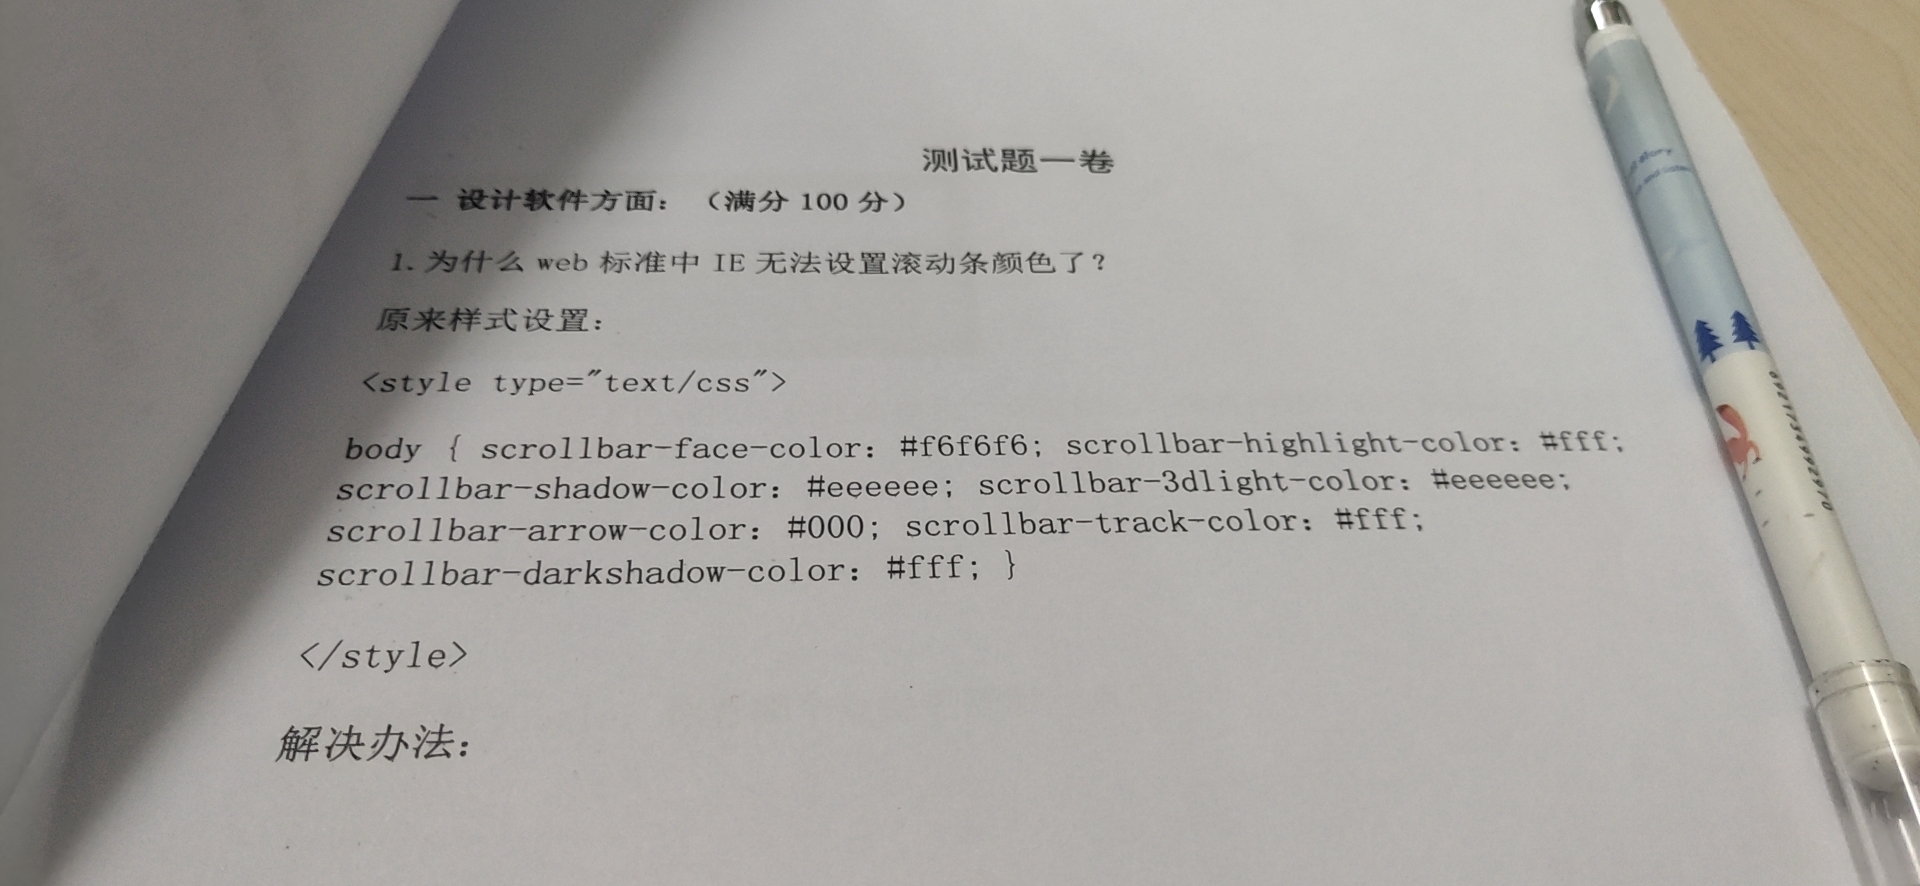 测试题一卷
一 设计软件方面：（满分 100 分）
1. 为什么 web 标准中 IE 无法设置滚动条颜色了？
原来样式设置：
<style type="text/css">
body { scrollbar-face-color: #f6f6f6; scrollbar-highlight-color: #fff;
scrollbar-shadow-color: #eeeeee; scrollbar-3dlight-color: #eeeeee;
scrollbar-arrow-color: #000; scrollbar-track-color: #fff;
scrollbar-darkshadow-color: #fff; }
</style>
解决办法：